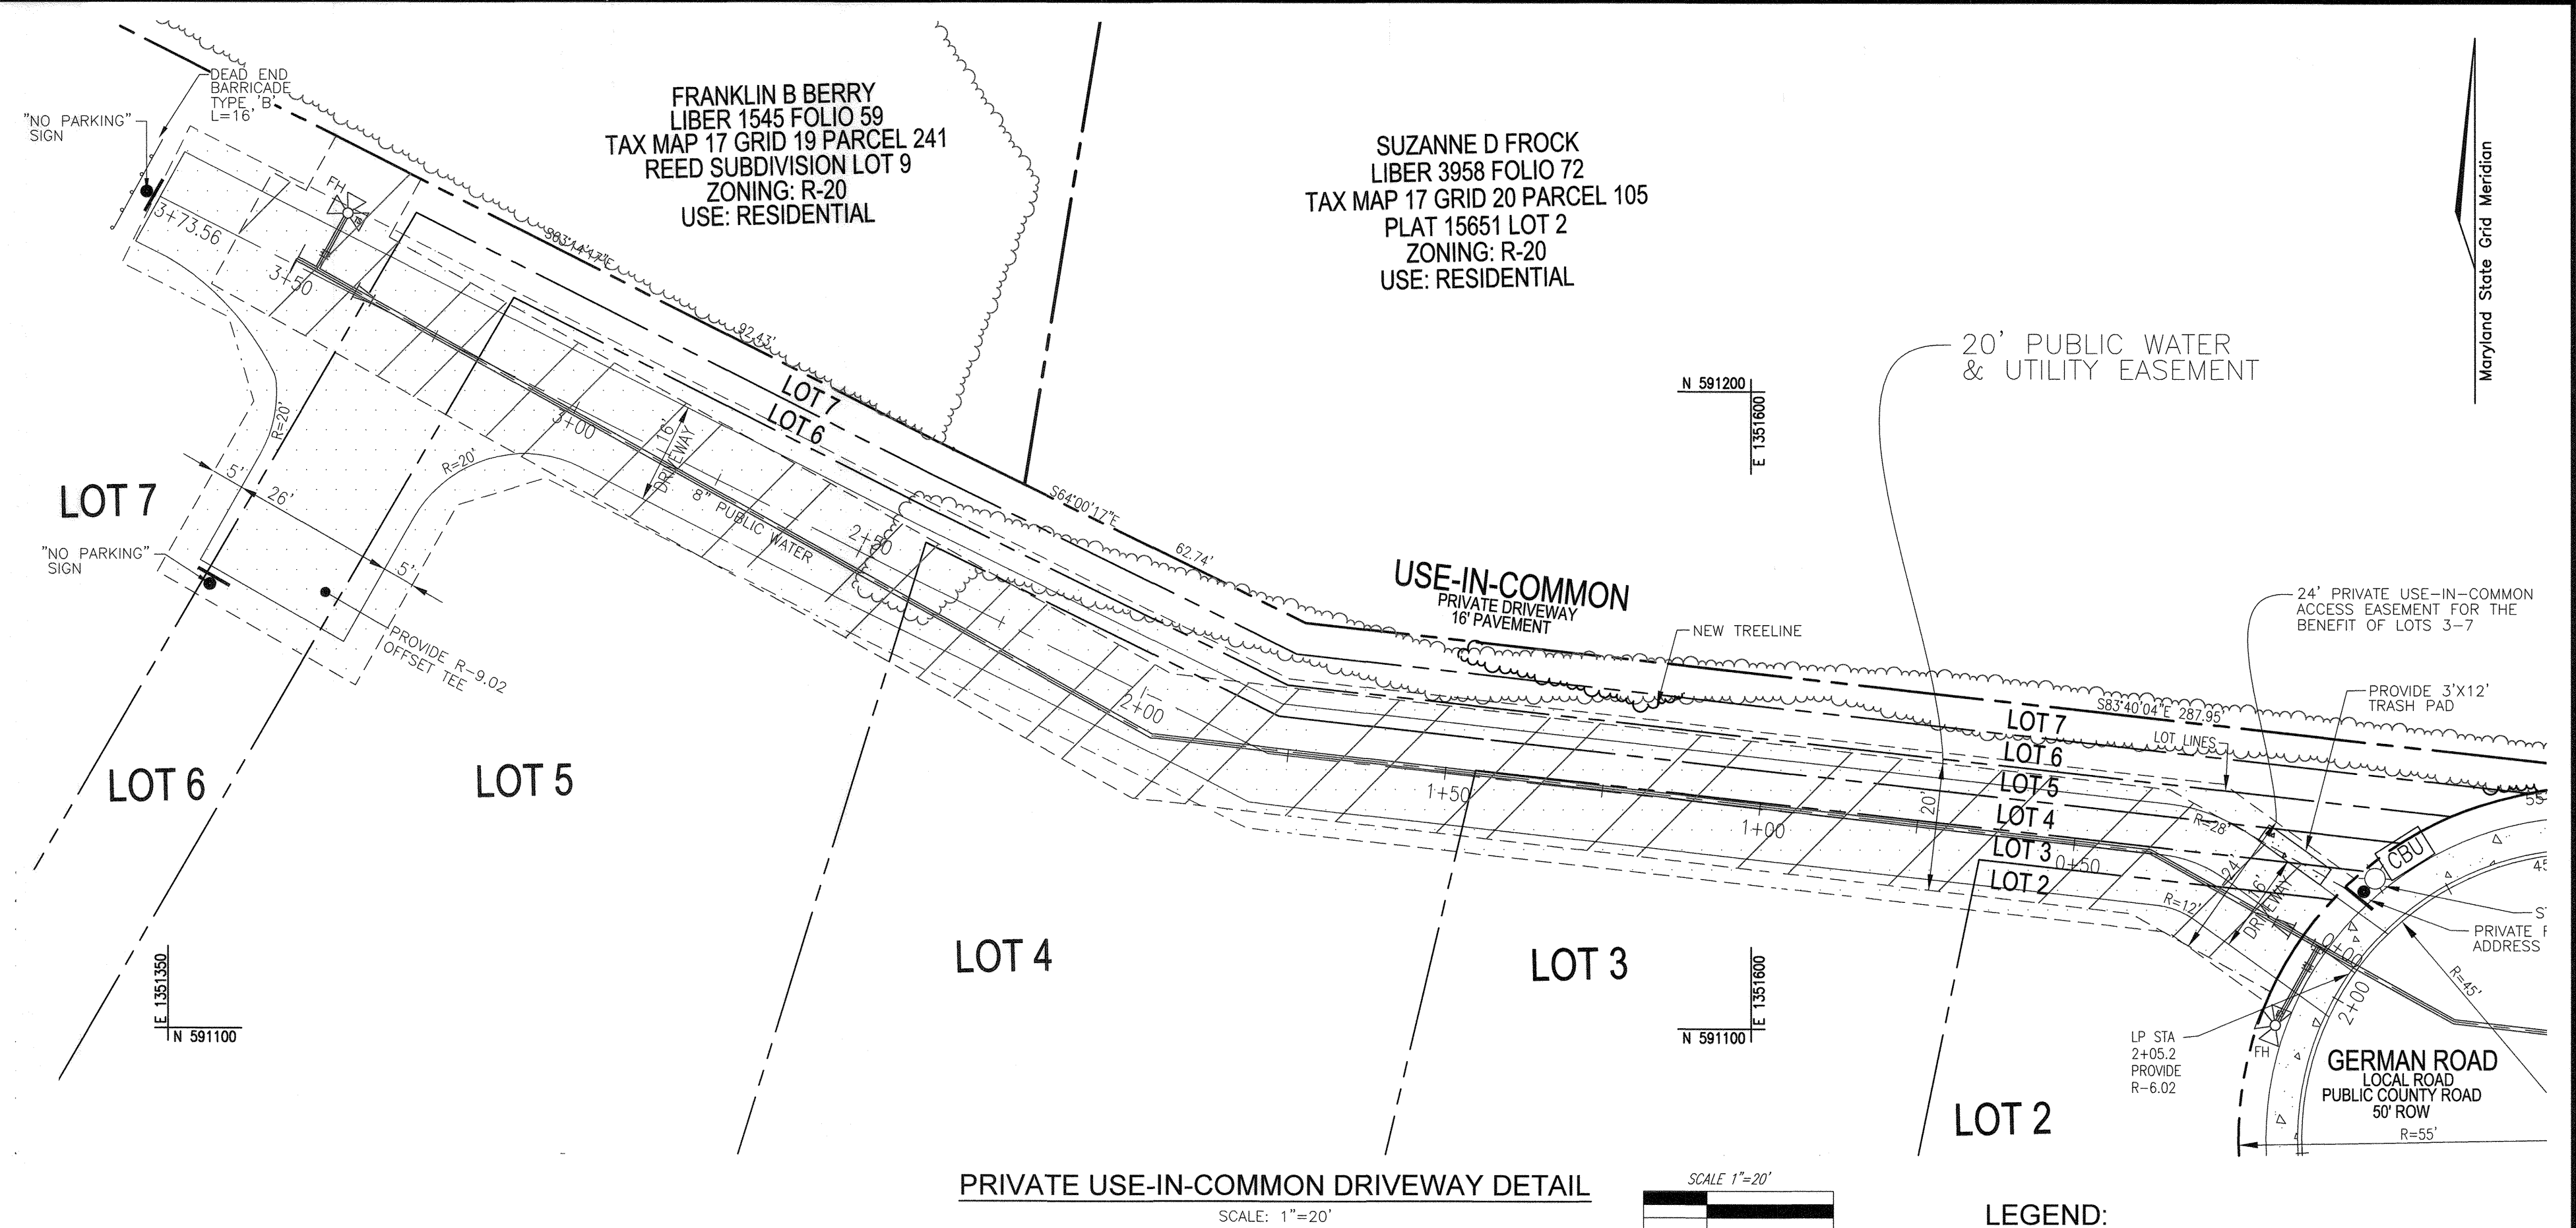 DEAD END
BARRICADE
TYPE 'B'
L=16'
"NO PARKING"
SIGN
FRANKLIN B BERRY
LIBER 1545 FOLIO 59
TAX MAP 17 GRID 19 PARCEL 241
REED SUBDIVISION LOT 9
ZONING: R-20
USE: RESIDENTIAL
SUZANNE D FROCK
LIBER 3958 FOLIO 72
TAX MAP 17 GRID 20 PARCEL 105
PLAT 15651 LOT 2
ZONING: R-20
USE: RESIDENTIAL
Maryland State Grid Meridian
FH
3+73.56
3+50
92.43'
20' PUBLIC WATER
& UTILITY EASEMENT
N 591200
E 1351600
LOT 7
LOT 6
3+00
16'
DRIVEWAY
R=20'
R=20'
5'
26'
5'
LOT 7
8" PUBLIC WATER
2+50
S64°00'17"E
62.74'
"NO PARKING"
SIGN
PROVIDE R-9.02
OFFSET TEE
USE-IN-COMMON
PRIVATE DRIVEWAY
16' PAVEMENT
NEW TREELINE
24' PRIVATE USE-IN-COMMON
ACCESS EASEMENT FOR THE
BENEFIT OF LOTS 3-7
PROVIDE 3'X12'
TRASH PAD
S83°40'04"E 287.95'
2+00
LOT 7
LOT LINES
LOT 6
LOT 5
LOT 4
LOT 3
LOT 2
1+50
1+00
20'
0+50
R=28'
R=12'
24'
16'
DRIVEWAY
CBU
55
45
0+00
S
PRIVATE
ADDRESS
R=45'
2+00
LOT 6
LOT 5
LOT 4
LOT 3
LOT 2
E 1351350
N 591100
E 1351600
N 591100
LP STA
2+05.2
PROVIDE
R-6.02
FH
GERMAN ROAD
LOCAL ROAD
PUBLIC COUNTY ROAD
50' ROW
R=55'
PRIVATE USE-IN-COMMON DRIVEWAY DETAIL
SCALE: 1"=20'
SCALE 1"=20'
LEGEND: